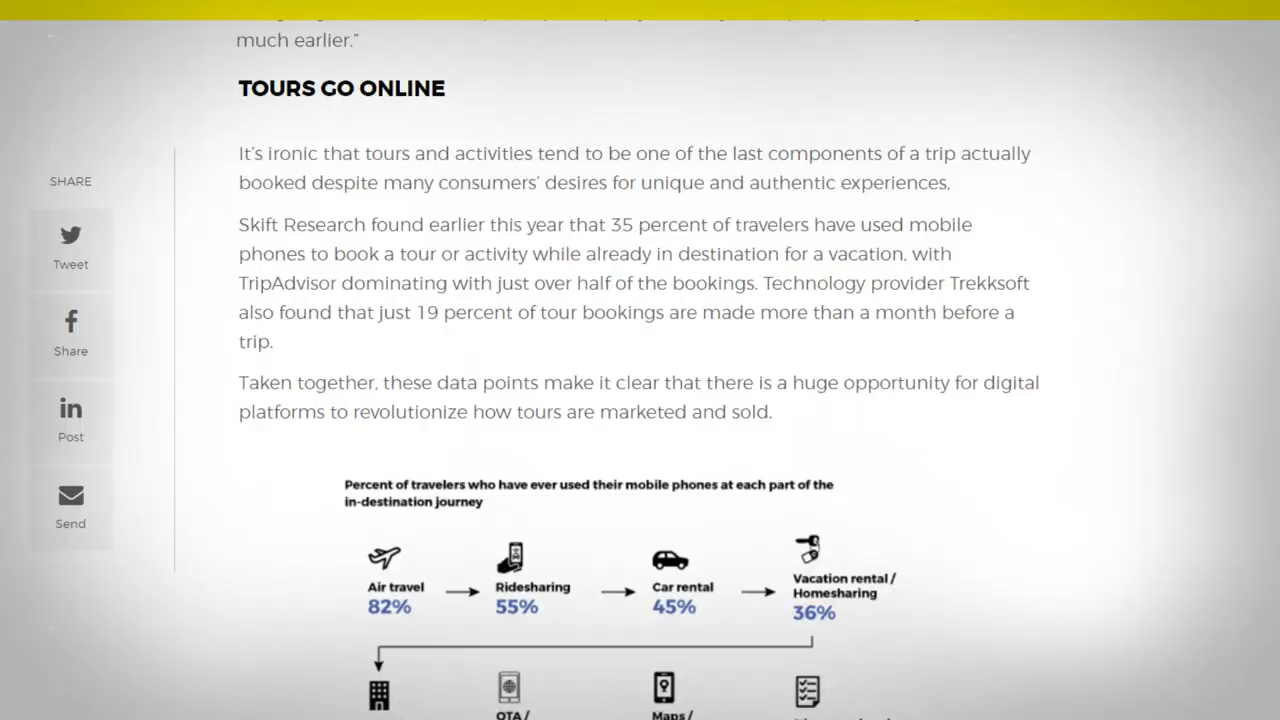 much earlier.”
TOURS GO ONLINE
It’s ironic that tours and activities tend to be one of the last components of a trip actually
booked despite many consumers’ desires for unique and authentic experiences,
Skift Research found earlier this year that 35 percent of travelers have used mobile
phones to book a tour or activity while already in destination for a vacation, with
TripAdvisor dominating with just over half of the bookings. Technology provider Trekksoft
also found that just 19 percent of tour bookings are made more than a month before a
trip.
Taken together, these data points make it clear that there is a huge opportunity for digital
platforms to revolutionize how tours are marketed and sold.
SHARE
Tweet
Share
Post
Send
Percent of travelers who have ever used their mobile phones at each part of the
in-destination journey
Air travel
82%
Ridesharing
55%
Car rental
45%
Vacation rental /
Homesharing
36%
OTA /
Maps /